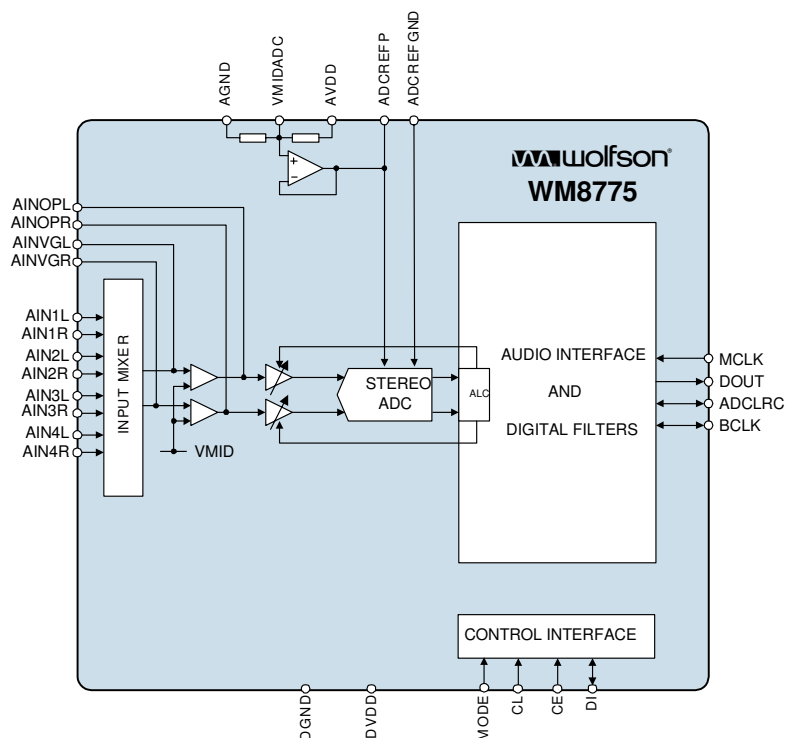 AGND
VMIDADC
AVDD
ADCREFP
ADCREFGND
wolfson®
WM8775
AINOPL
AINOPR
AINVGL
AINVGR
AIN1L
AIN1R
AIN2L
AIN2R
AIN3L
AIN3R
AIN4L
AIN4R
INPUT MIXER
VMID
+
−
STEREO
ADC
ALC
AUDIO INTERFACE
AND
DIGITAL FILTERS
MCLK
DOUT
ADCLRC
BCLK
CONTROL INTERFACE
DGND
DVDD
MODE
CL
CE
DI